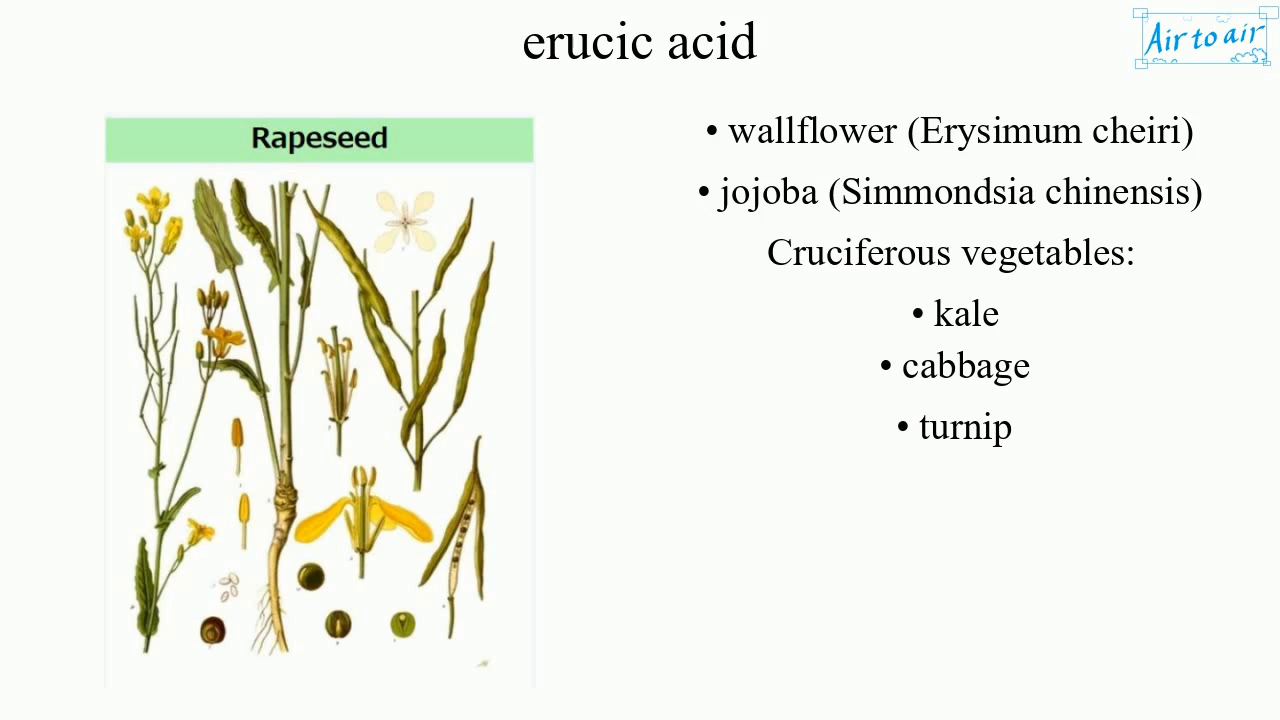 erucic acid
Air to air
Rapeseed
• wallflower (Erysimum cheiri)
• jojoba (Simmondsia chinensis)
Cruciferous vegetables:
• kale
• cabbage
• turnip